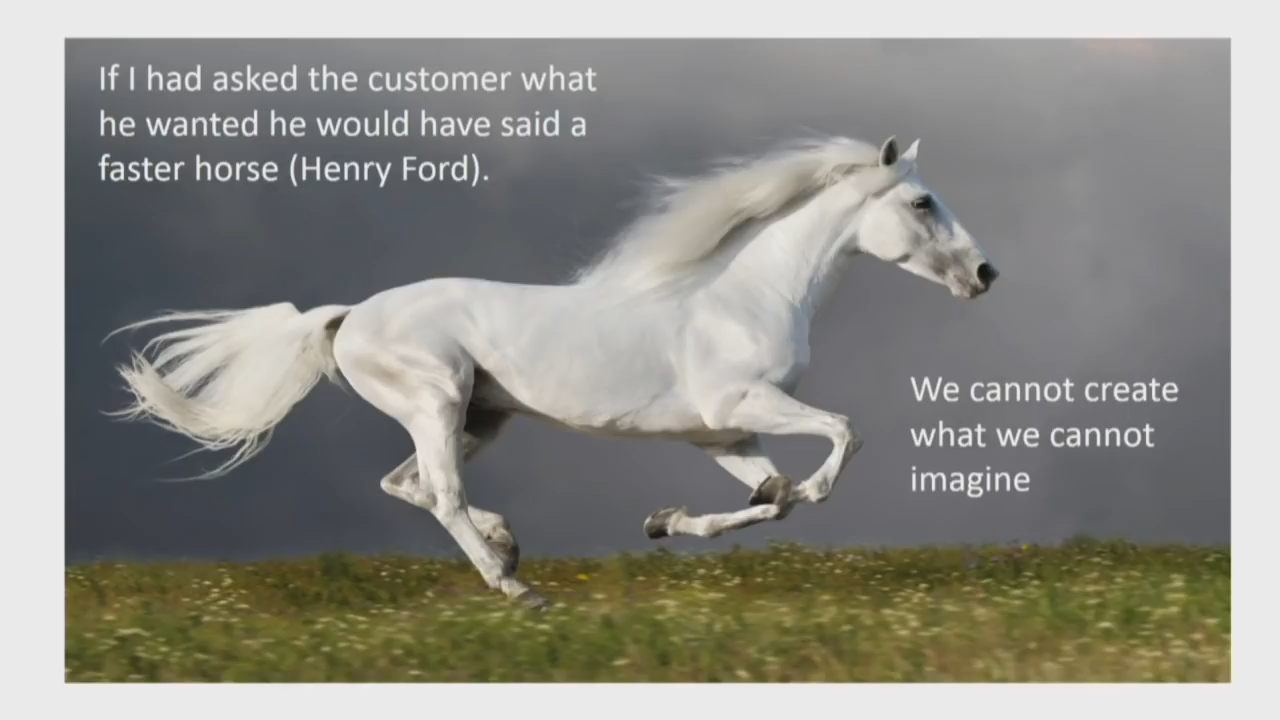 If I had asked the customer what
he wanted he would have said a
faster horse (Henry Ford).
We cannot create
what we cannot
imagine